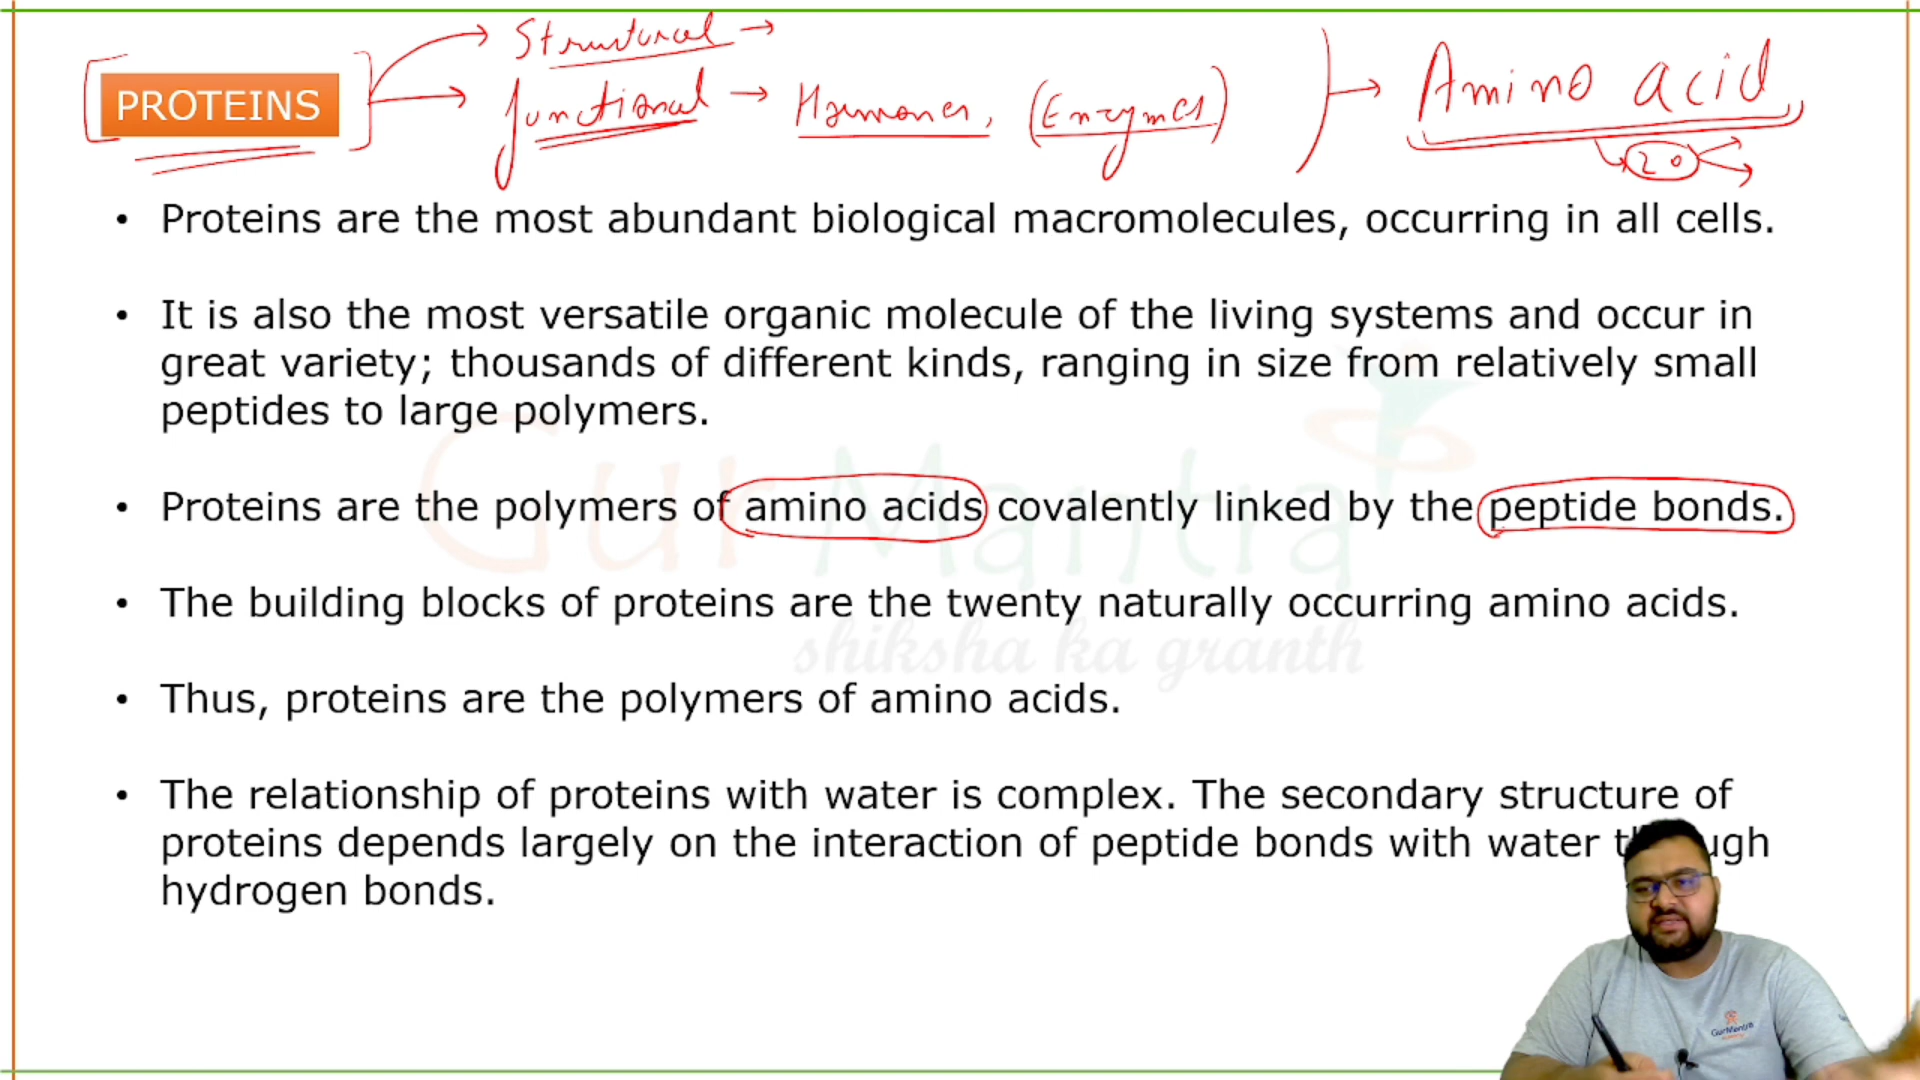 Structural →
PROTEINS
functional → Hormones, (Enzymes) → Amino acid
20
• Proteins are the most abundant biological macromolecules, occurring in all cells.
• It is also the most versatile organic molecule of the living systems and occur in
great variety; thousands of different kinds, ranging in size from relatively small
peptides to large polymers.
• Proteins are the polymers of amino acids covalently linked by the peptide bonds.
• The building blocks of proteins are the twenty naturally occurring amino acids.
• Thus, proteins are the polymers of amino acids.
• The relationship of proteins with water is complex. The secondary structure of
proteins depends largely on the interaction of peptide bonds with water through
hydrogen bonds.
GurMantra
shiksha ka granth
GurMantra